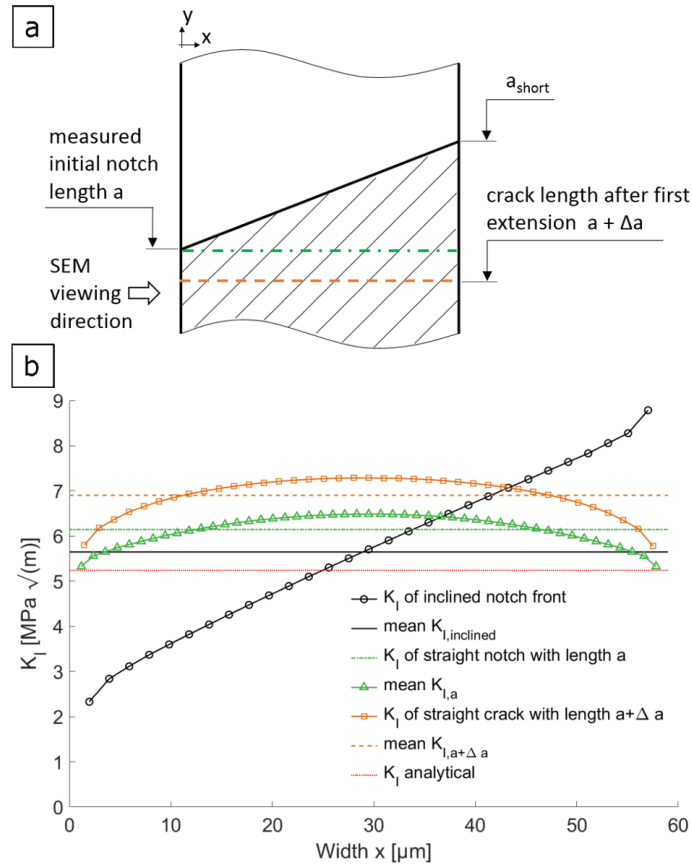 a
y
x
a_short
measured
initial notch
length a
crack length after first
extension a + Δa
SEM
viewing
direction
b
9
8
7
6
5
4
3
2
1
0
K_I [MPa √(m)]
K_I of inclined notch front
mean K_I,inclined
K_I of straight notch with length a
mean K_I,a
K_I of straight crack with length a+Δ a
mean K_I,a+Δ a
K_I analytical
0 10 20 30 40 50 60
Width x [µm]